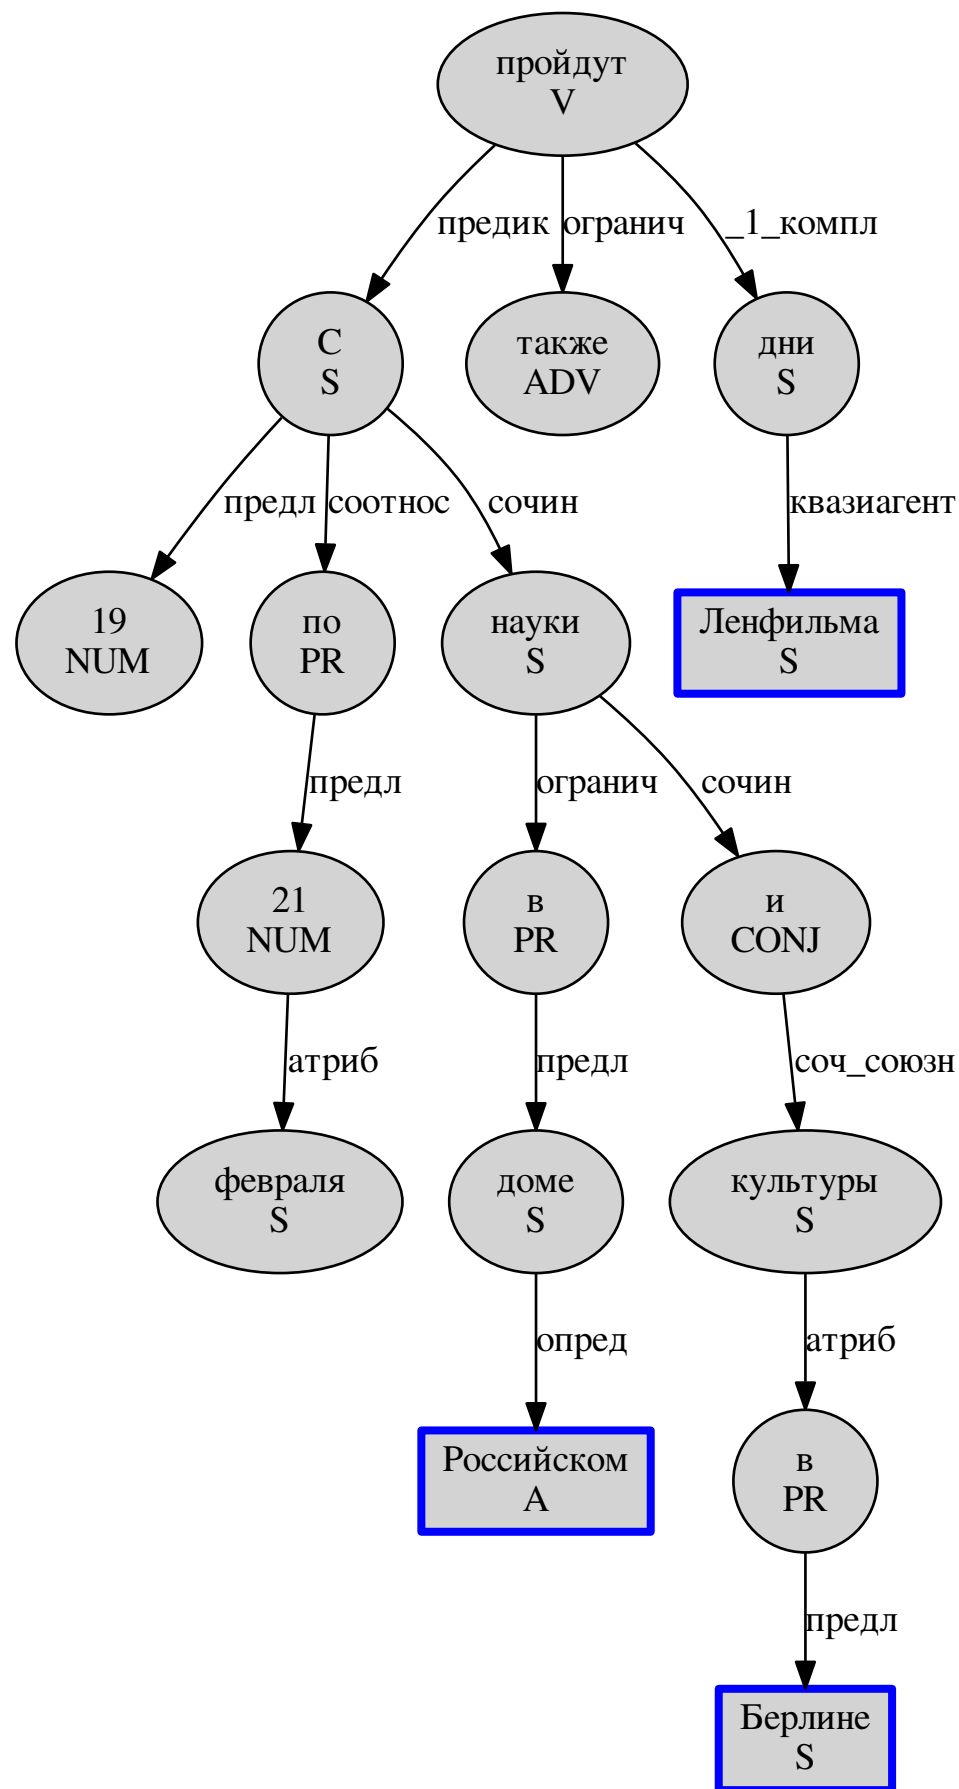 пройдут
V
предик огранич _1_компл
С
S
также
ADV
дни
S
предл соотнос сочин квазиагент
19
NUM
по
PR
науки
S
Ленфильма
S
предл огранич сочин
21
NUM
в
PR
и
CONJ
атриб предл соч_союзн
февраля
S
доме
S
культуры
S
опред атриб
Российском
A
в
PR
предл
Берлине
S